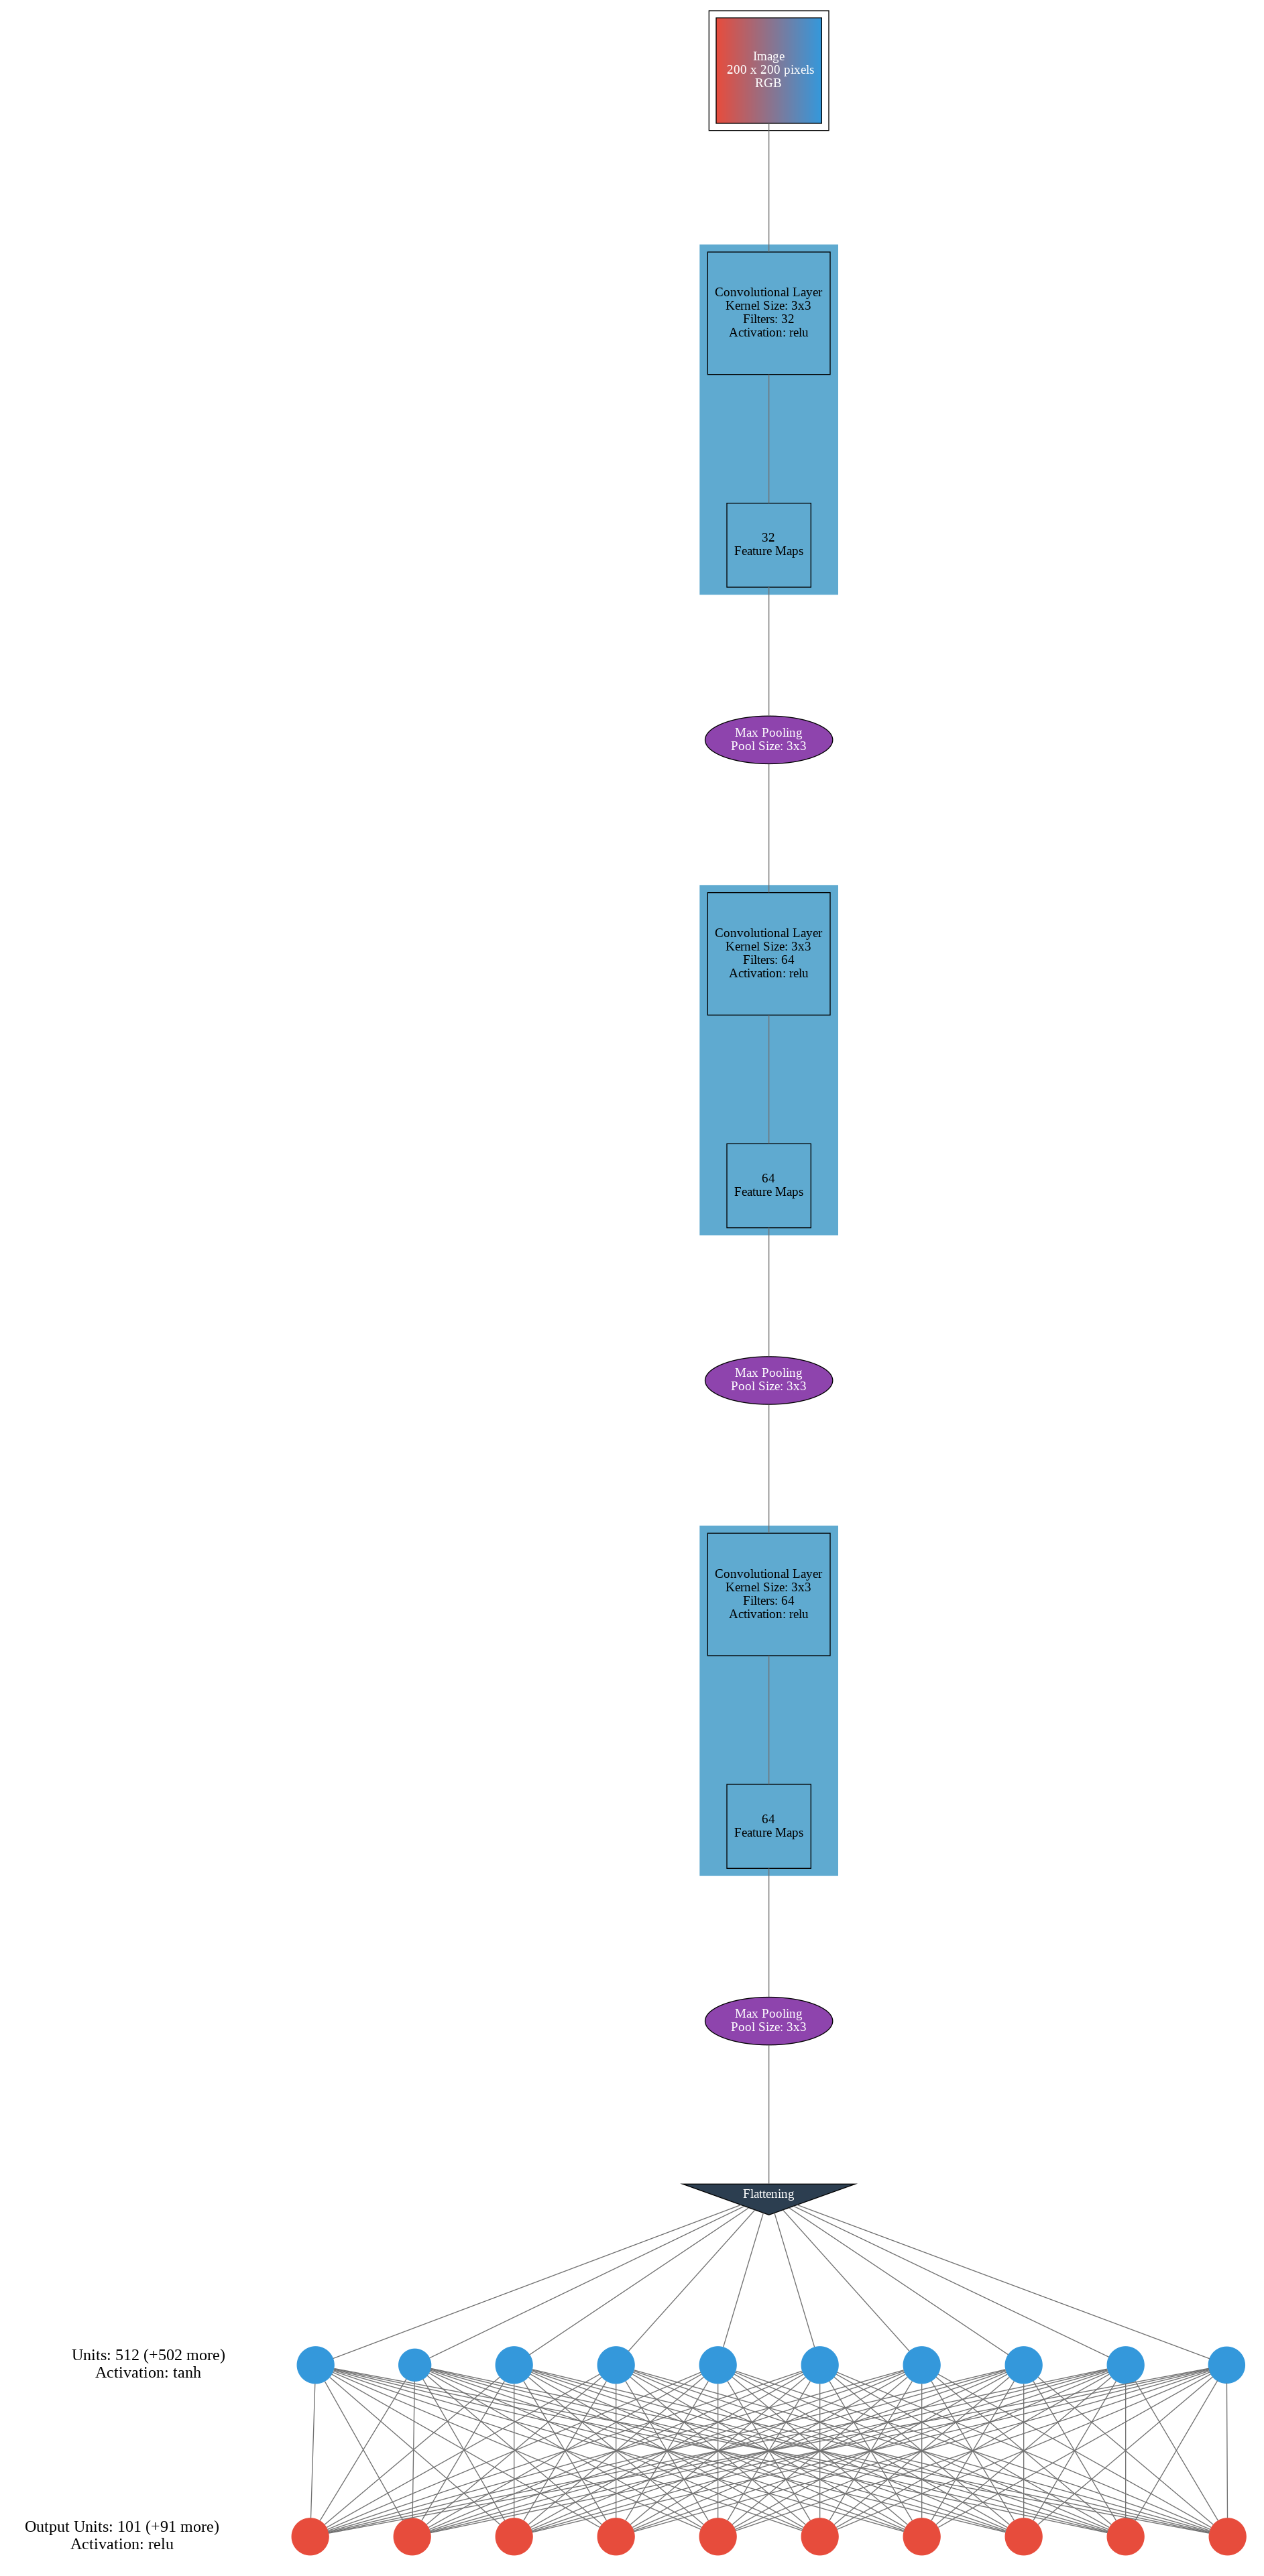 Image
200 x 200 pixels
RGB
Convolutional Layer
Kernel Size: 3x3
Filters: 32
Activation: relu
32
Feature Maps
Max Pooling
Pool Size: 3x3
Convolutional Layer
Kernel Size: 3x3
Filters: 64
Activation: relu
64
Feature Maps
Max Pooling
Pool Size: 3x3
Convolutional Layer
Kernel Size: 3x3
Filters: 64
Activation: relu
64
Feature Maps
Max Pooling
Pool Size: 3x3
Flattening
Units: 512 (+502 more)
Activation: tanh
Output Units: 101 (+91 more)
Activation: relu